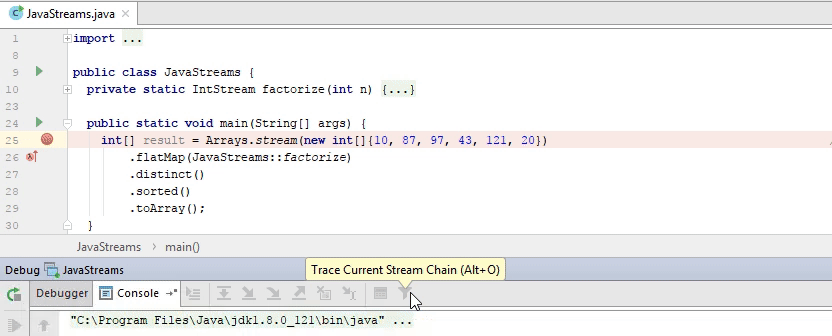 JavaStreams.java
1 import ...
8
9 public class JavaStreams {
10 private static IntStream factorize(int n) {...}
23
24 public static void main(String[] args) {
25 int[] result = Arrays.stream(new int[]{10, 87, 97, 43, 121, 20})
26 .flatMap(JavaStreams::factorize)
27 .distinct()
28 .sorted()
29 .toArray();
30 }
JavaStreams > main()
Trace Current Stream Chain (Alt+O)
Debug JavaStreams
Debugger Console
"C:\Program Files\Java\jdk1.8.0_121\bin\java" ...